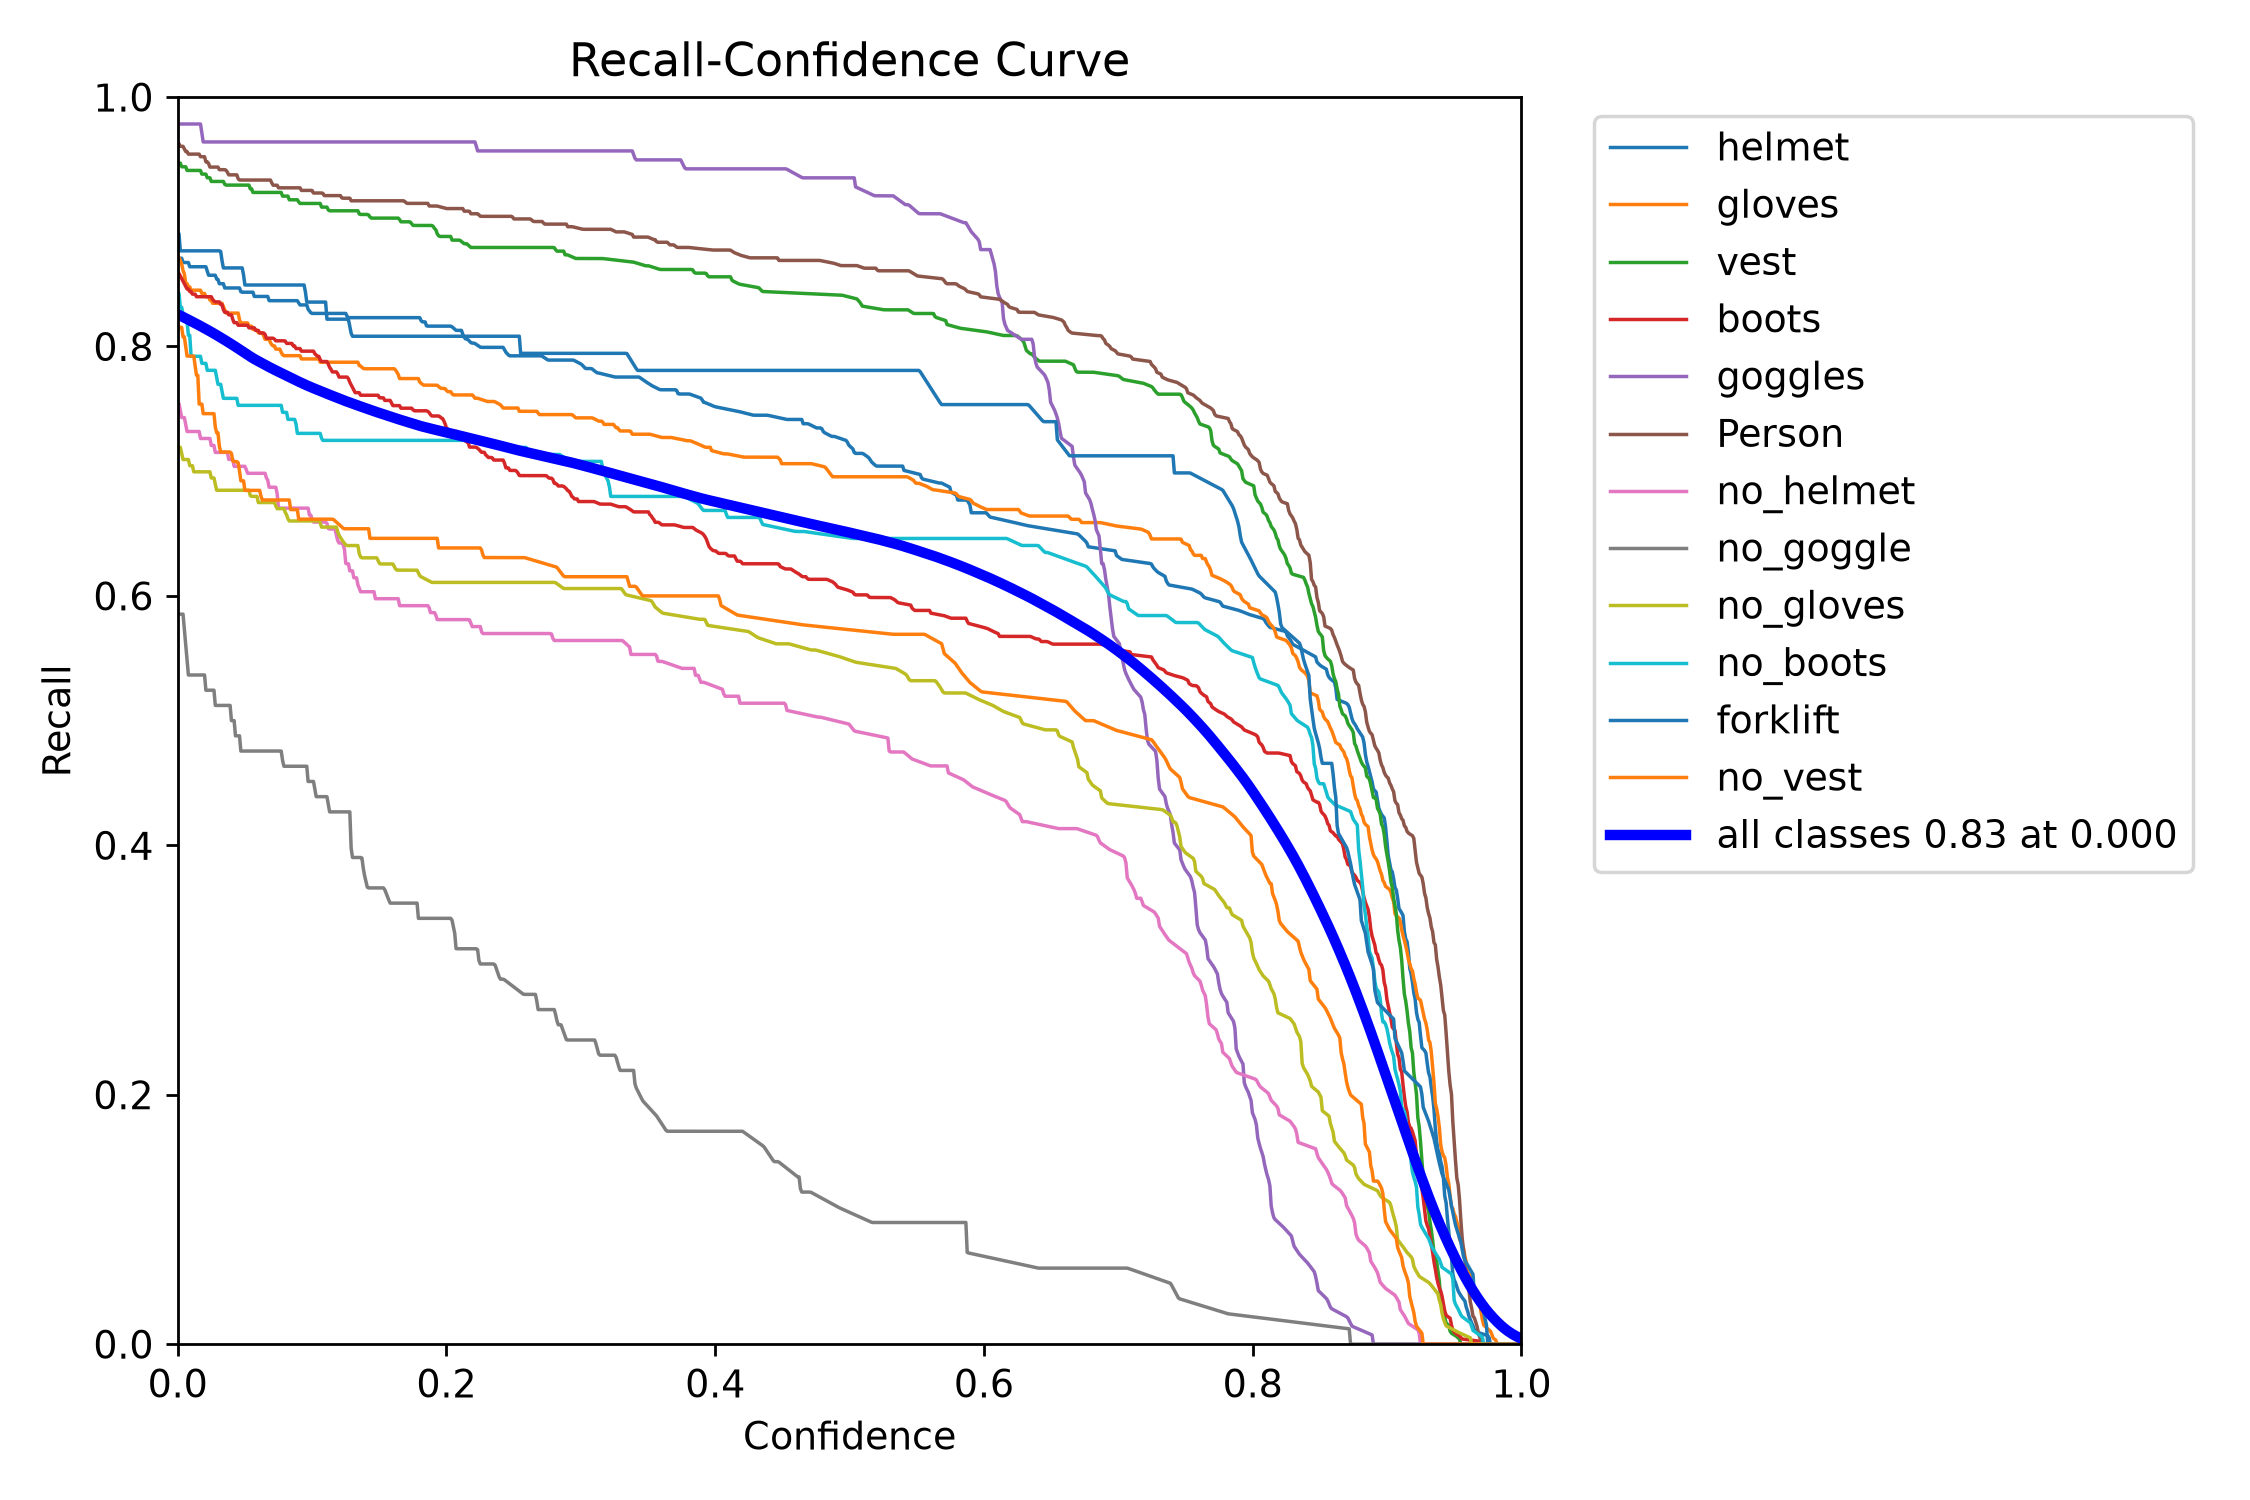 Recall-Confidence Curve
1.0
0.8
0.6
0.4
0.2
0.0
Recall
0.0 0.2 0.4 0.6 0.8 1.0
Confidence
helmet
gloves
vest
boots
goggles
Person
no_helmet
no_goggle
no_gloves
no_boots
forklift
no_vest
all classes 0.83 at 0.000